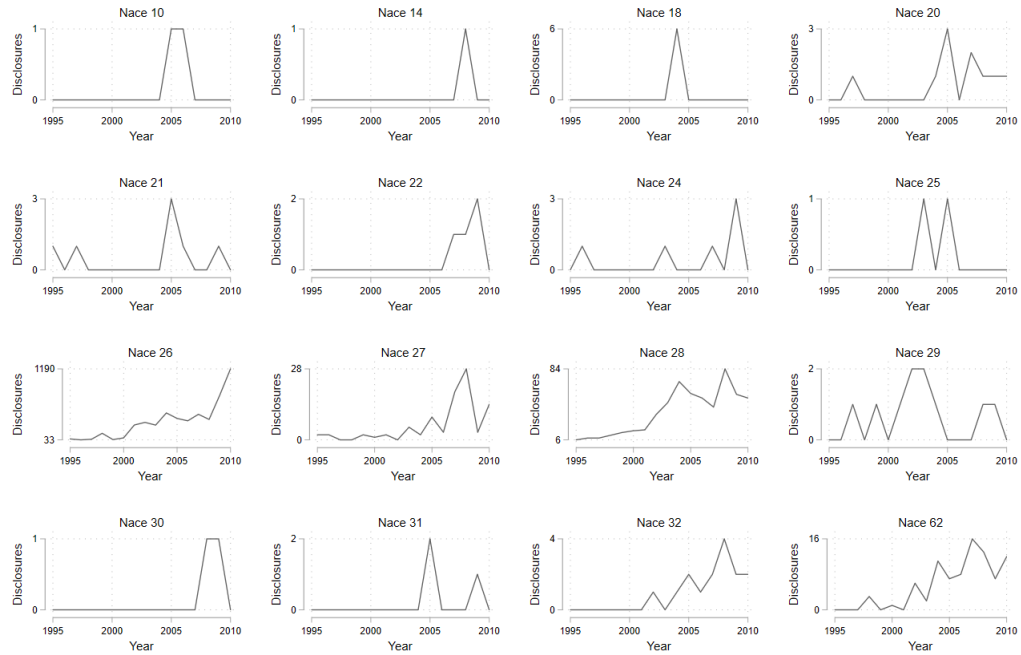 Nace 10
Nace 14
Nace 18
Nace 20
Disclosures
1
0
1995 2000 2005 2010
Year
Disclosures
1
0
1995 2000 2005 2010
Year
Disclosures
6
0
1995 2000 2005 2010
Year
Disclosures
3
0
1995 2000 2005 2010
Year
Nace 21
Nace 22
Nace 24
Nace 25
Disclosures
3
0
1995 2000 2005 2010
Year
Disclosures
2
0
1995 2000 2005 2010
Year
Disclosures
3
0
1995 2000 2005 2010
Year
Disclosures
1
0
1995 2000 2005 2010
Year
Nace 26
Nace 27
Nace 28
Nace 29
Disclosures
1190
33
1995 2000 2005 2010
Year
Disclosures
28
0
1995 2000 2005 2010
Year
Disclosures
84
6
1995 2000 2005 2010
Year
Disclosures
2
0
1995 2000 2005 2010
Year
Nace 30
Nace 31
Nace 32
Nace 62
Disclosures
1
0
1995 2000 2005 2010
Year
Disclosures
2
0
1995 2000 2005 2010
Year
Disclosures
4
0
1995 2000 2005 2010
Year
Disclosures
16
0
1995 2000 2005 2010
Year